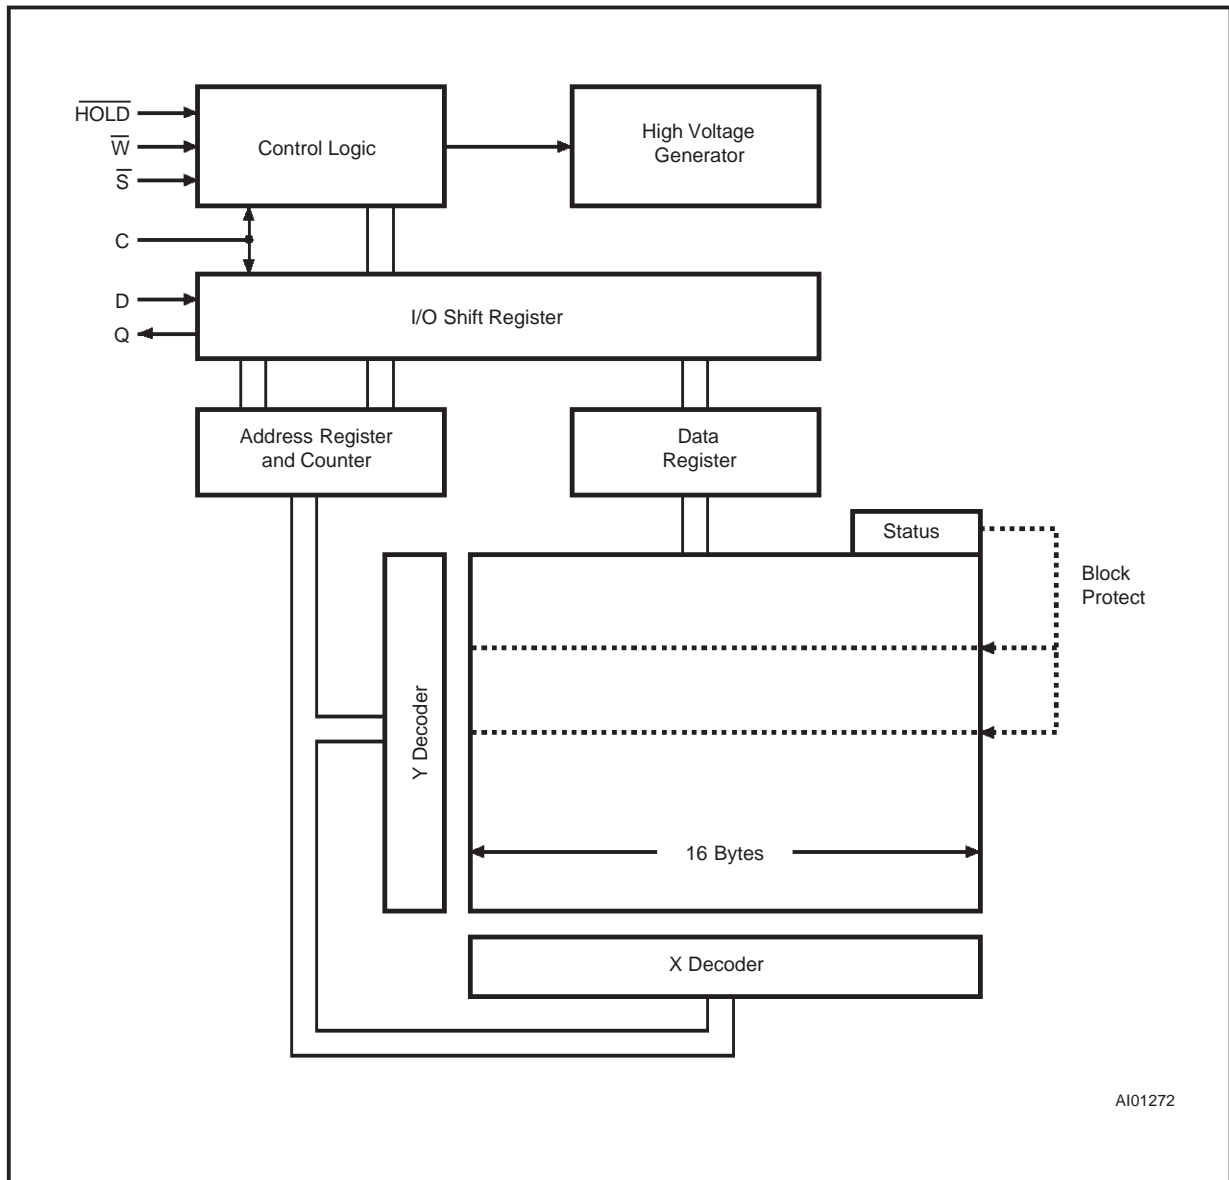 H̅O̅L̅D̅
W̅
S̅
C
D
Q
Control Logic
High Voltage
Generator
I/O Shift Register
Address Register
and Counter
Data
Register
Status
Block
Protect
Y Decoder
16 Bytes
X Decoder
AI01272